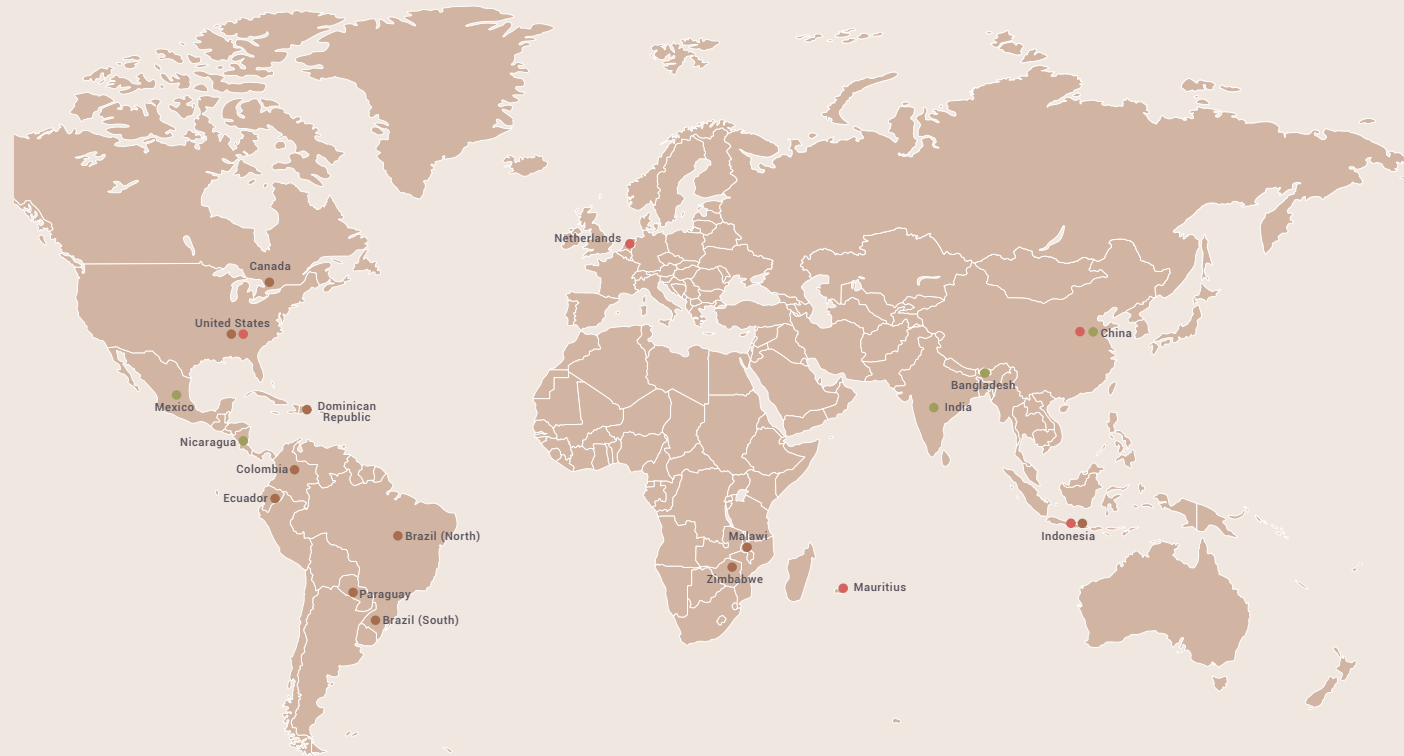 Netherlands
Canada
United States
China
Bangladesh
Mexico
Dominican
Republic
India
Nicaragua
Colombia
Ecuador
Brazil (North)
Malawi
Indonesia
Zimbabwe
Mauritius
Paraguay
Brazil (South)